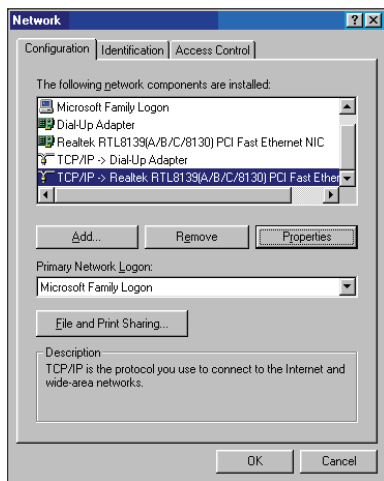 Network
Configuration Identification Access Control
The following network components are installed:
Microsoft Family Logon
Dial-Up Adapter
Realtek RTL8139(A/B/C/8130) PCI Fast Ethernet NIC
TCP/IP -> Dial-Up Adapter
TCP/IP -> Realtek RTL8139(A/B/C/8130) PCI Fast Ether
Add... Remove Properties
Primary Network Logon:
Microsoft Family Logon
File and Print Sharing...
Description
TCP/IP is the protocol you use to connect to the Internet and
wide-area networks.
OK Cancel